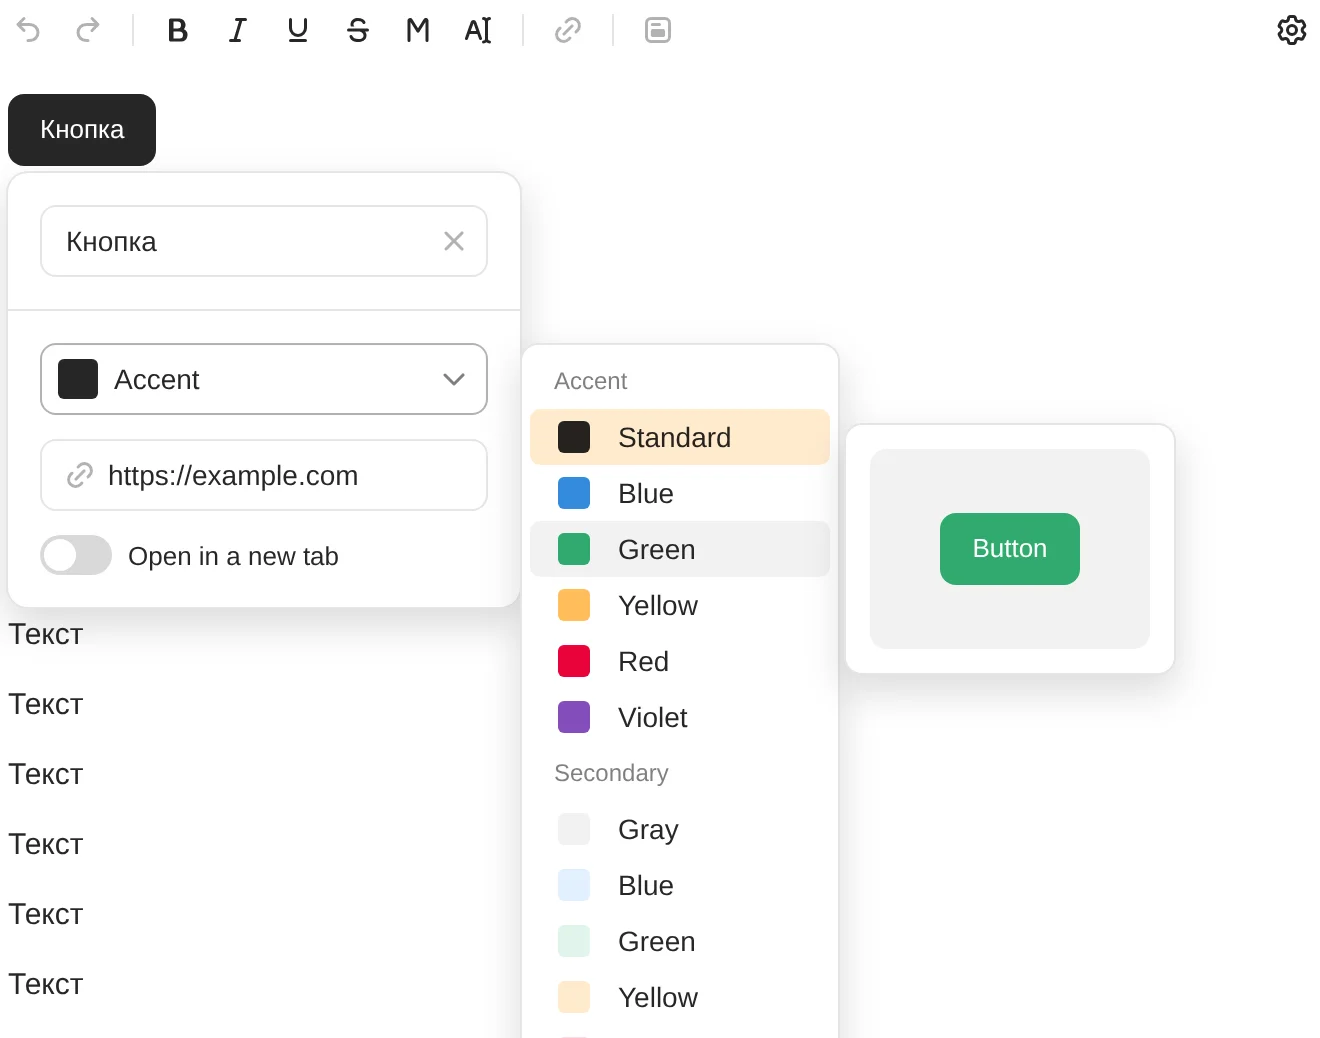 B I U S M A
Кнопка
Кнопка
Accent
https://example.com
Open in a new tab
Accent
Standard
Blue
Green
Yellow
Red
Violet
Secondary
Gray
Blue
Green
Yellow
Button
Текст
Текст
Текст
Текст
Текст
Текст